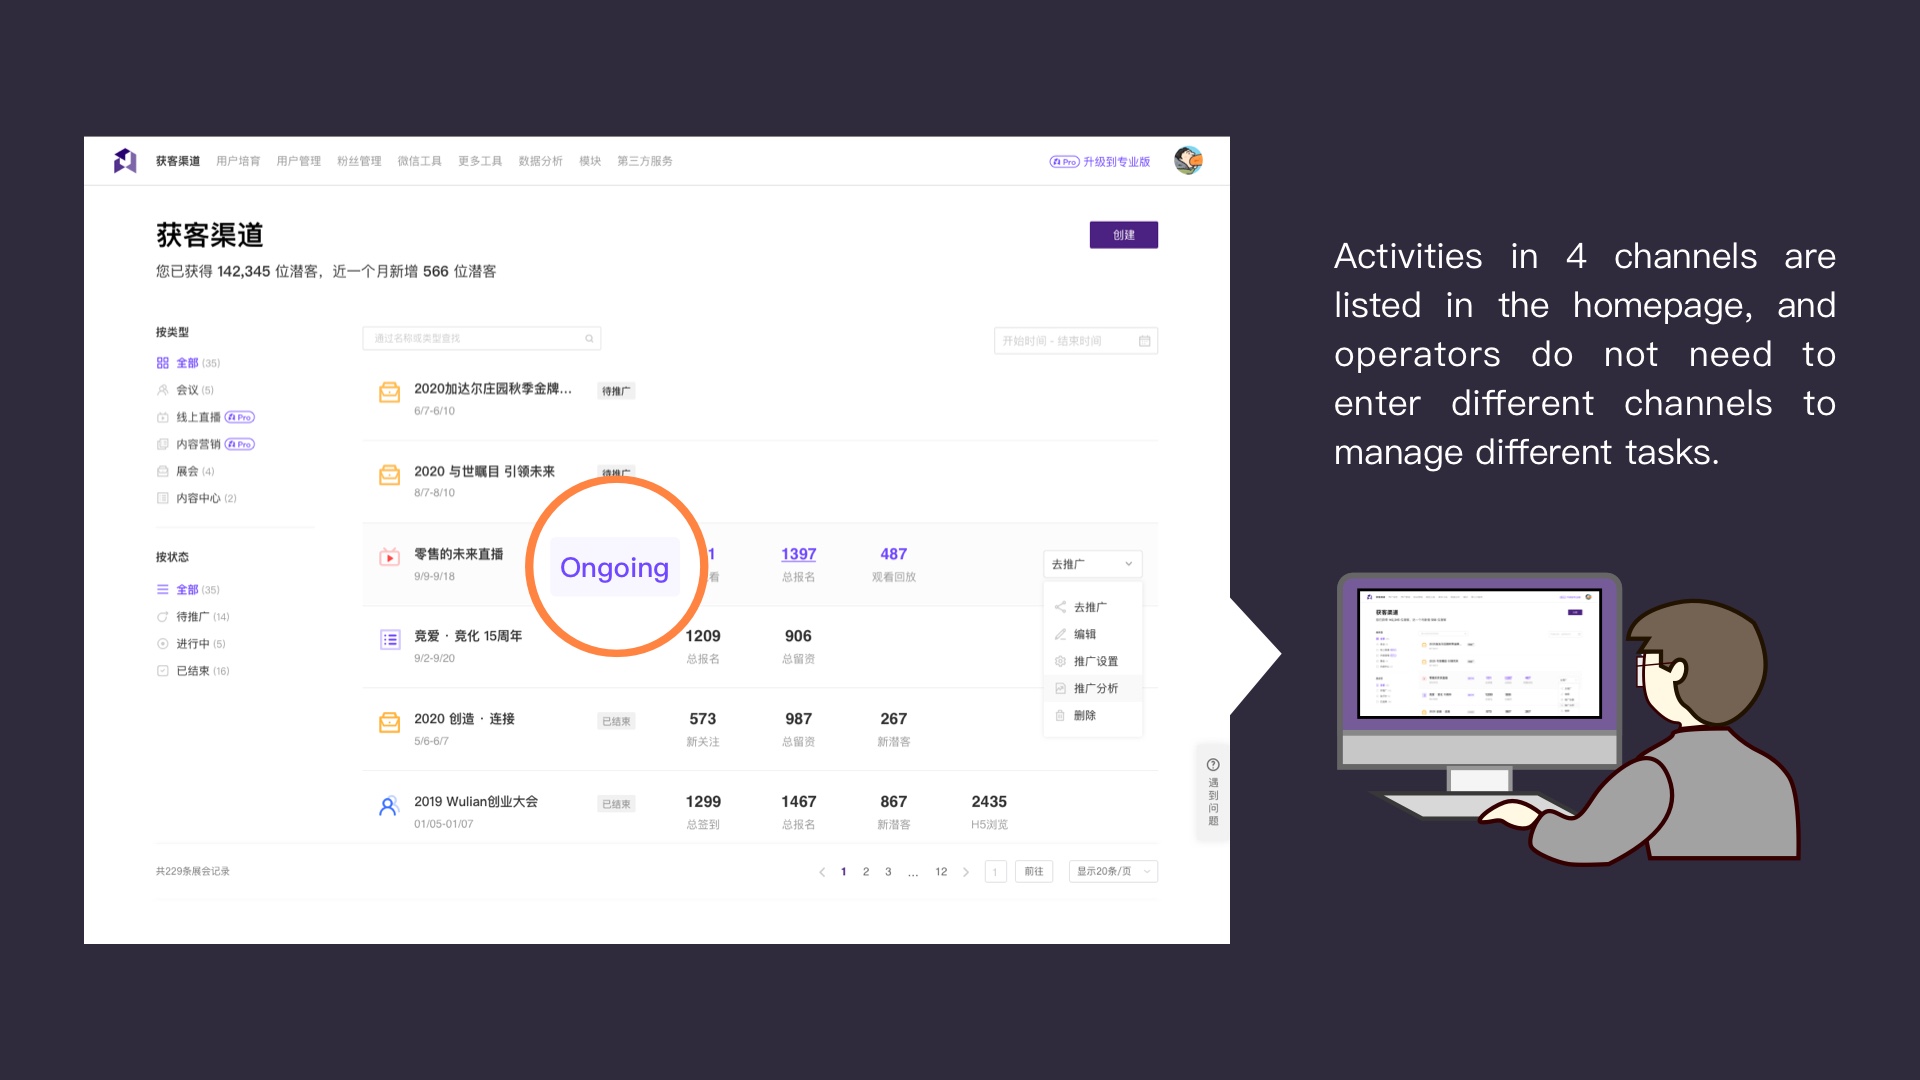 获客渠道 用户培育 用户管理 粉丝管理 微信工具 更多工具 数据分析 模块 第三方服务 Pro 升级到专业版
获客渠道
创建
您已获得 142,345 位潜客，近一个月新增 566 位潜客
按类型
全部 (35)
会议 (5)
线上直播 Pro
内容营销 Pro
展会 (4)
内容中心 (2)
按状态
全部 (35)
待推广 (14)
进行中 (5)
已结束 (16)
通过名称或类型查找
开始时间 - 结束时间
2020加达尔庄园秋季金牌... 待推广
6/7-6/10
2020 与世瞩目 引领未来 待推广
8/7-8/10
零售的未来直播 Ongoing 1 1397 487 去推广
9/9-9/18 看 总报名 观看回放
竞爱 · 竞化 15周年 1209 906
9/2-9/20 总报名 总留资
2020 创造 · 连接 已结束 573 987 267
5/6-6/7 新关注 总留资 新潜客
2019 Wulian创业大会 已结束 1299 1467 867 2435
01/05-01/07 总签到 总报名 新潜客 H5浏览
去推广
编辑
推广设置
推广分析
删除
遇到问题
共229条展会记录
1 2 3 ... 12 1 前往 显示20条/页
Activities in 4 channels are
listed in the homepage, and
operators do not need to
enter different channels to
manage different tasks.
获客渠道